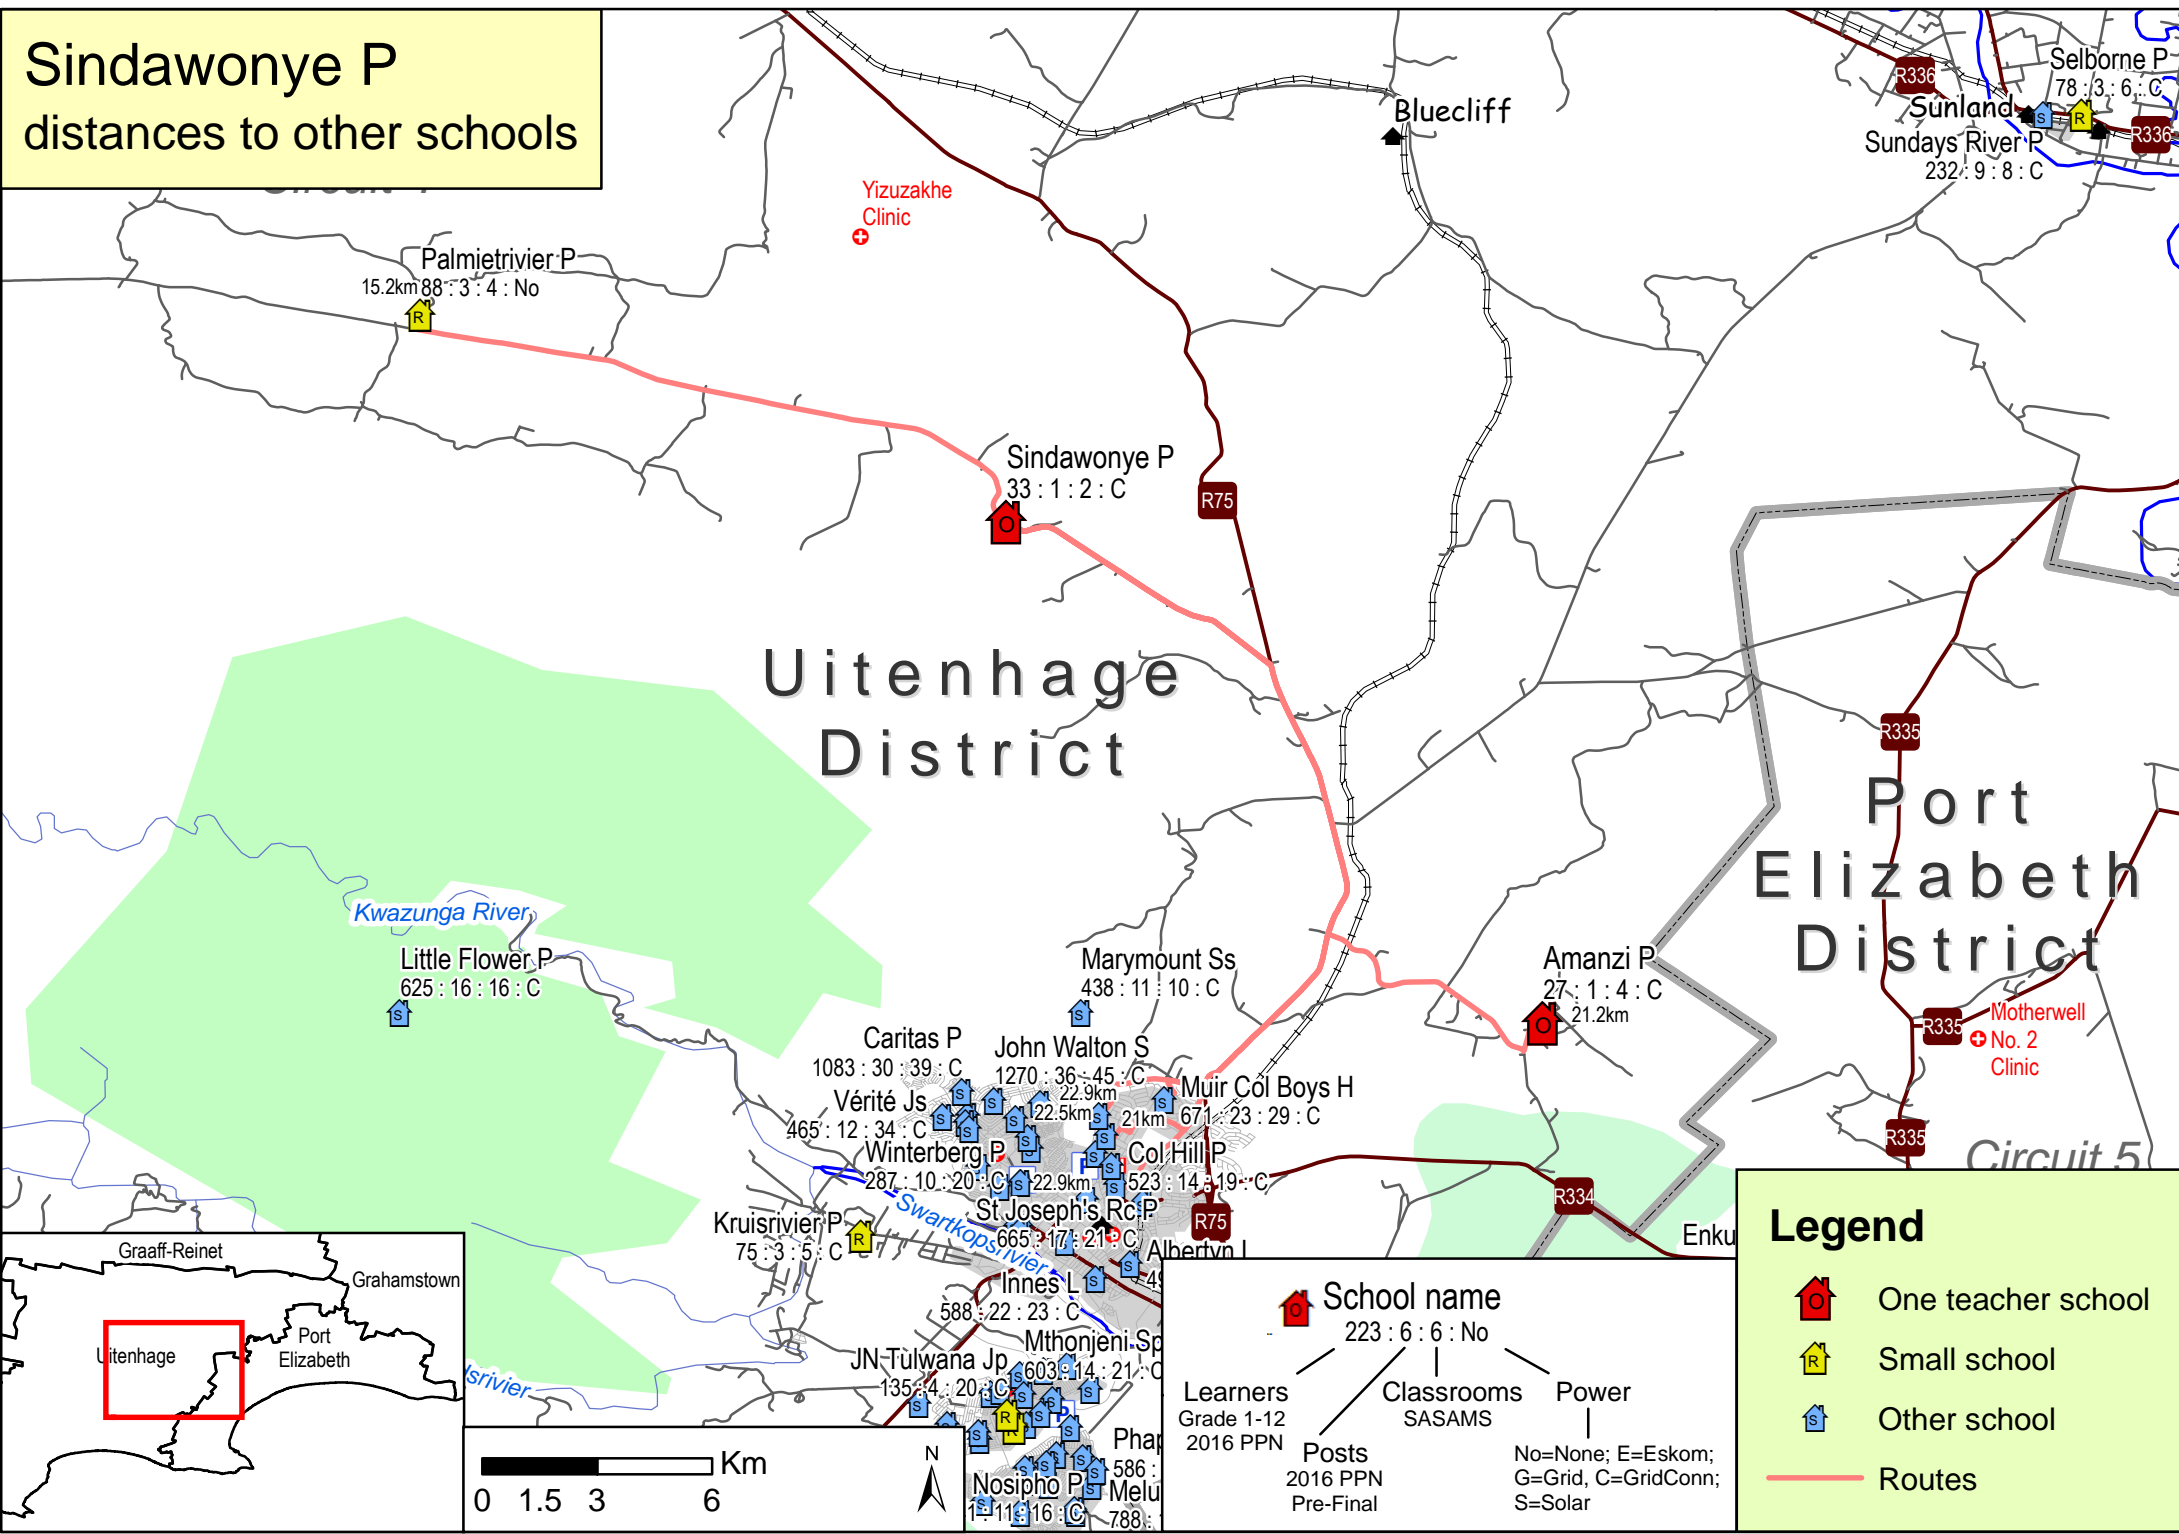 Sindawonye P
distances to other schools
Bluecliff
R336
Selborne P
78 : 3 : 6 : C
Sunland
R336
Sundays River P
232 : 9 : 8 : C
Yizuzakhe
Clinic
Palmietrivier P
15.2km
88 : 3 : 4 : No
R
Sindawonye P
33 : 1 : 2 : C
O
R75
Uitenhage
District
R335
Port
Elizabeth
District
Kwazunga River
Little Flower P
625 : 16 : 16 : C
S
Marymount Ss
438 : 11 : 10 : C
S
Amanzi P
27 : 1 : 4 : C
21.2km
O
R335
Motherwell
No. 2
Clinic
Caritas P
1083 : 30 : 39 : C
John Walton S
1270 : 36 : 45 : C
22.9km
22.5km
21km
Muir Col Boys H
671 : 23 : 29 : C
Vérité Js
465 : 12 : 34 : C
Winterberg P
287 : 10 : 20 : C
22.9km
Col Hill P
523 : 14 : 19 : C
R335
Circuit 5
R334
R75
St Joseph's Rc P
665 : 17 : 21 : C
Swartkopsrivier
Kruisrivier P
75 : 3 : 5 : C
R
Albertyn L
Enku
Innes L
588 : 22 : 23 : C
Mthonjeni Sp
603 : 14 : 21 : C
JN Tulwana Jp
135 : 4 : 20 : C
Nosipho P
586 :
788 :
Graaff-Reinet
Grahamstown
Port
Elizabeth
Uitenhage
Km
0 1.5 3 6
N
School name
223 : 6 : 6 : No
Learners
Grade 1-12
2016 PPN
Posts
2016 PPN
Pre-Final
Classrooms
SASAMS
Power
No=None; E=Eskom;
G=Grid, C=GridConn;
S=Solar
Legend
O One teacher school
R Small school
S Other school
Routes